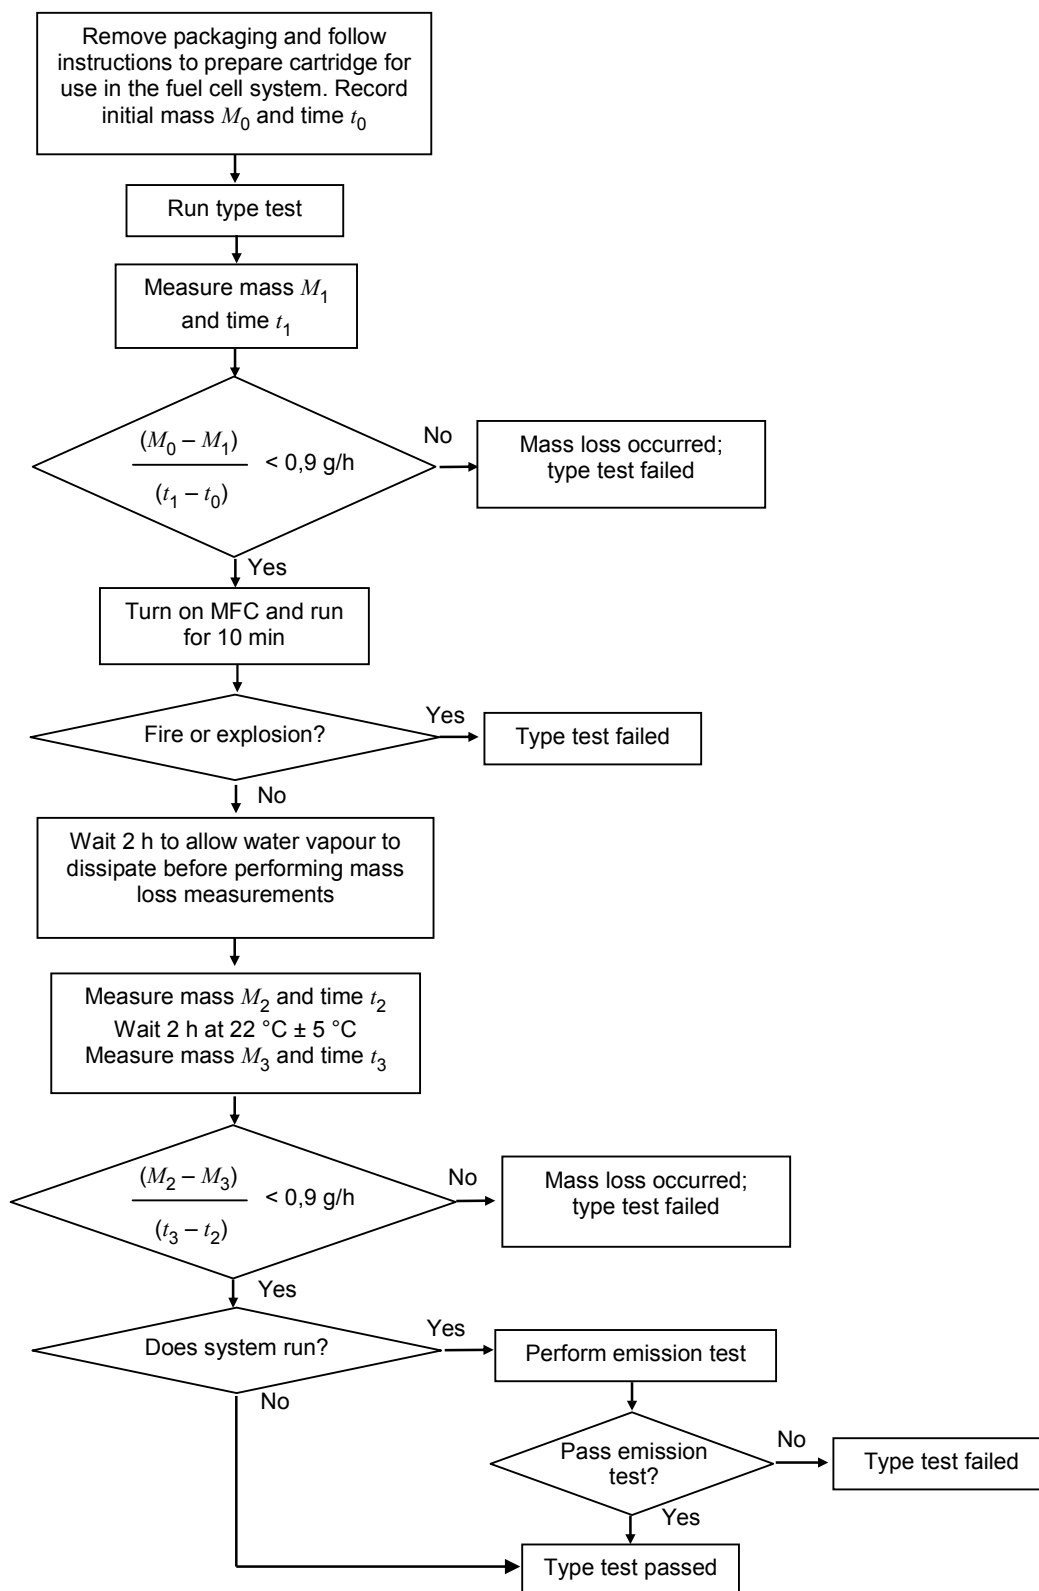 Remove packaging and follow
instructions to prepare cartridge for
use in the fuel cell system. Record
initial mass M0 and time t0
Run type test
Measure mass M1
and time t1
(M0 – M1)
(t1 – t0)
< 0,9 g/h
No
Mass loss occurred;
type test failed
Yes
Turn on MFC and run
for 10 min
Fire or explosion?
Yes
Type test failed
No
Wait 2 h to allow water vapour to
dissipate before performing mass
loss measurements
Measure mass M2 and time t2
Wait 2 h at 22 °C ± 5 °C
Measure mass M3 and time t3
(M2 – M3)
(t3 – t2)
< 0,9 g/h
No
Mass loss occurred;
type test failed
Yes
Does system run?
Yes
Perform emission test
No
Pass emission
test?
No
Type test failed
Yes
Type test passed